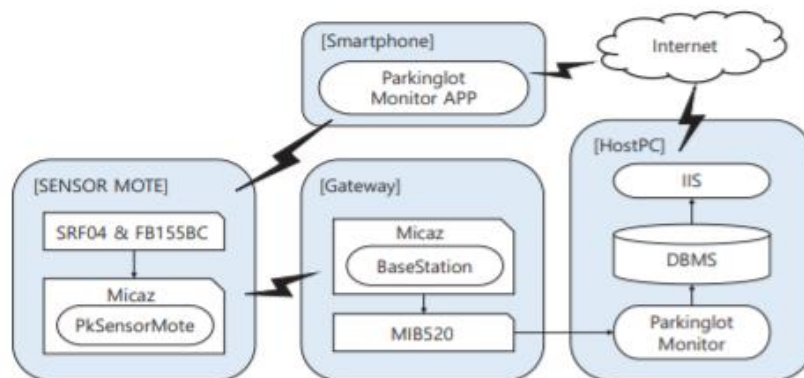 [Smartphone]
Parkinglot
Monitor APP
Internet
[SENSOR MOTE]
SRF04 & FB155BC
Micaz
PkSensorMote
[Gateway]
Micaz
BaseStation
MIB520
[HostPC]
IIS
DBMS
Parkinglot
Monitor